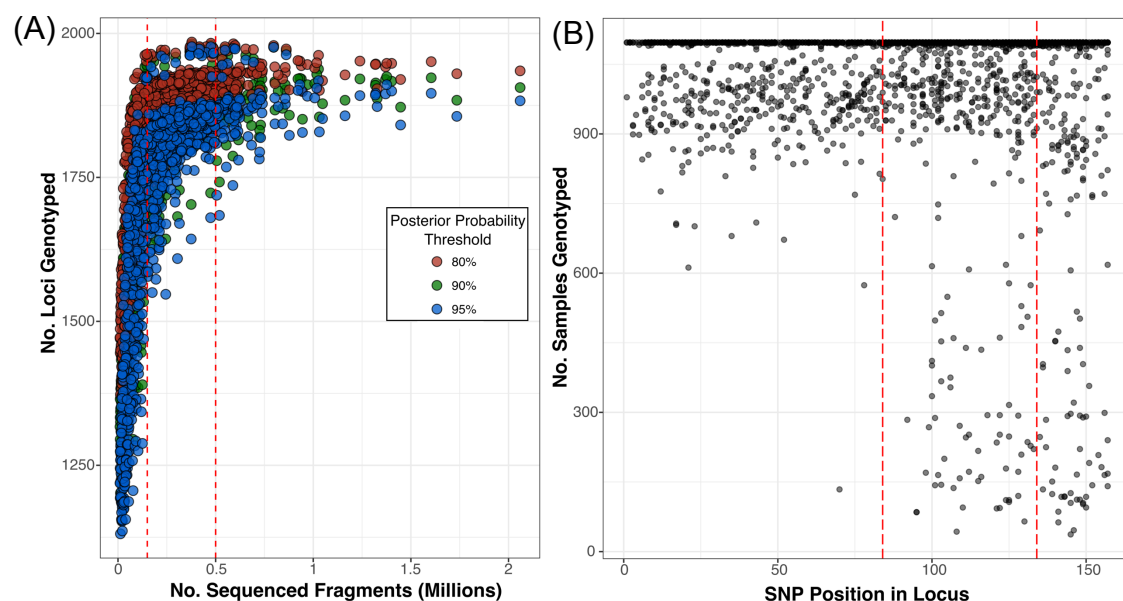 (A)
2000
1750
1500
1250
No. Loci Genotyped
0
0.5
1
1.5
2
No. Sequenced Fragments (Millions)
Posterior Probability
Threshold
80%
90%
95%
(B)
900
600
300
0
No. Samples Genotyped
0
50
100
150
SNP Position in Locus